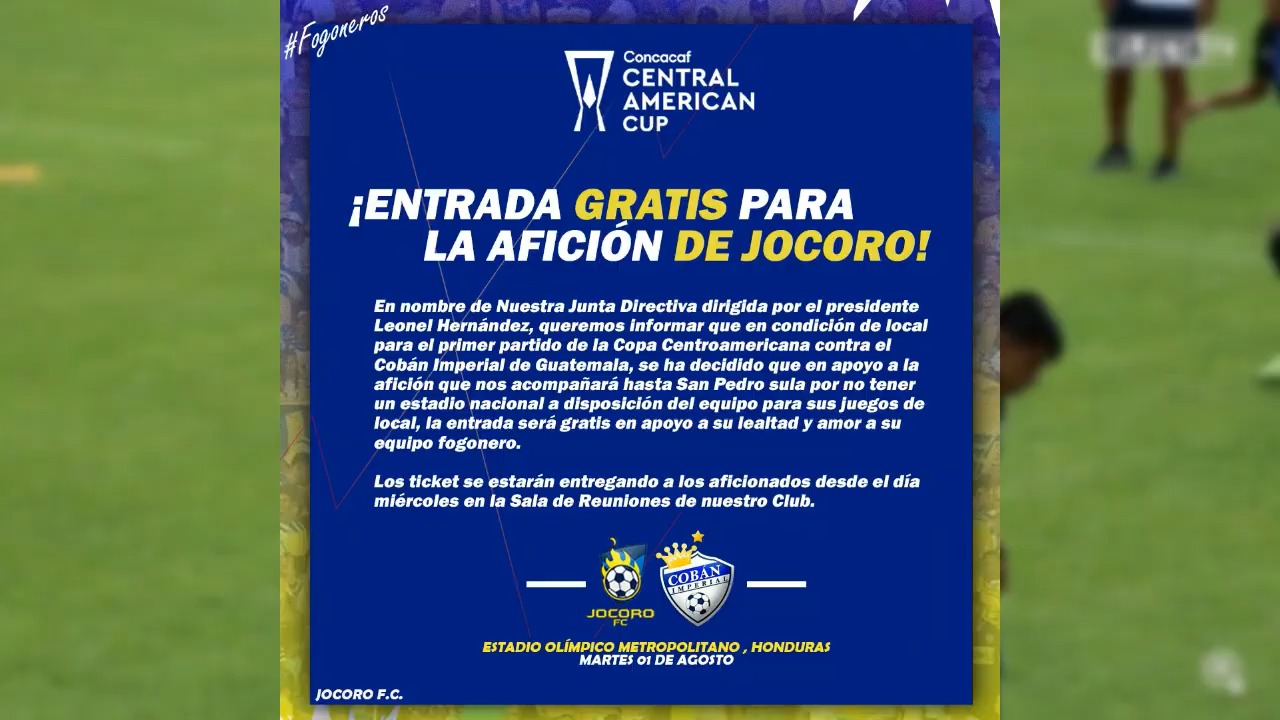 #Fogoneros
Concacaf
CENTRAL
AMERICAN
CUP
¡ENTRADA GRATIS PARA
LA AFICIÓN DE JOCORO!
En nombre de Nuestra Junta Directiva dirigida por el presidente
Leonel Hernández, queremos informar que en condición de local
para el primer partido de la Copa Centroamericana contra el
Cobán Imperial de Guatemala, se ha decidido que en apoyo a la
afición que nos acompañará hasta San Pedro sula por no tener
un estadio nacional a disposición del equipo para sus juegos de
local, la entrada será gratis en apoyo a su lealtad y amor a su
equipo fogonero.
Los ticket se estarán entregando a los aficionados desde el día
miércoles en la Sala de Reuniones de nuestro Club.
COBÁN
IMPERIAL
JOCORO
FC
ESTADIO OLÍMPICO METROPOLITANO , HONDURAS
MARTES 01 DE AGOSTO
JOCORO F.C.